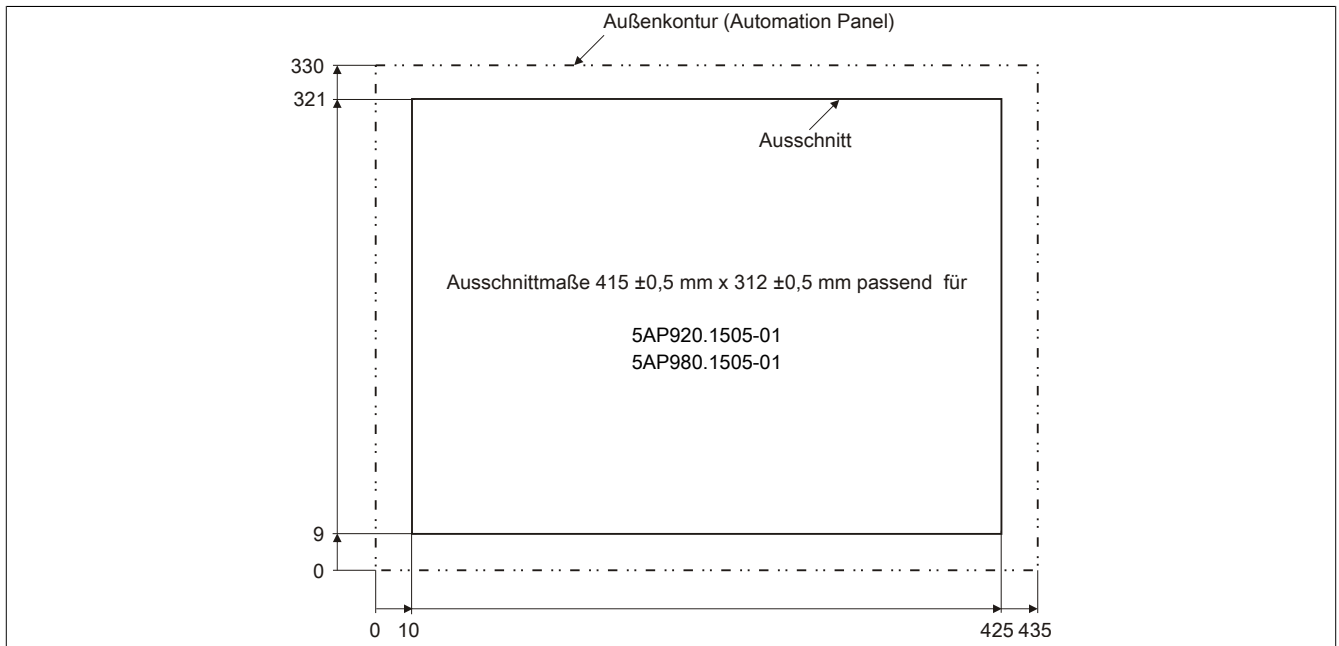 Außenkontur (Automation Panel)
330
321
Ausschnitt
Ausschnittmaße 415 ±0,5 mm x 312 ±0,5 mm passend für
5AP920.1505-01
5AP980.1505-01
9
0
0 10 425 435